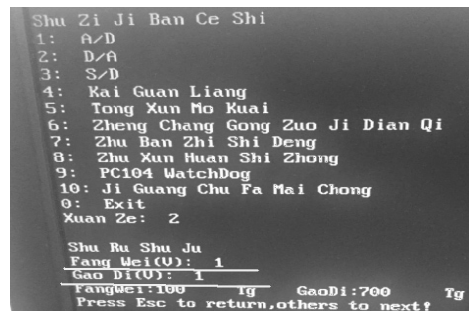 Shu Zi Ji Ban Ce Shi
1: A/D
2: D/A
3: S/D
4: Kai Guan Liang
5: Tong Xun Mo Kuai
6: Zheng Chang Gong Zuo Ji Dian Qi
7: Zhu Ban Zhi Shi Deng
8: Zhu Xun Huan Shi Zhong
9: PC104 WatchDog
10: Ji Guang Chu Fa Mai Chong
0: Exit
Xuan Ze: 2
Shu Ru Shu Ju
Fang Wei(V): 1
Gao Di(V): 1
FangWei:100 Tg GaoDi:700 Tg
Press Esc to return,others to next!